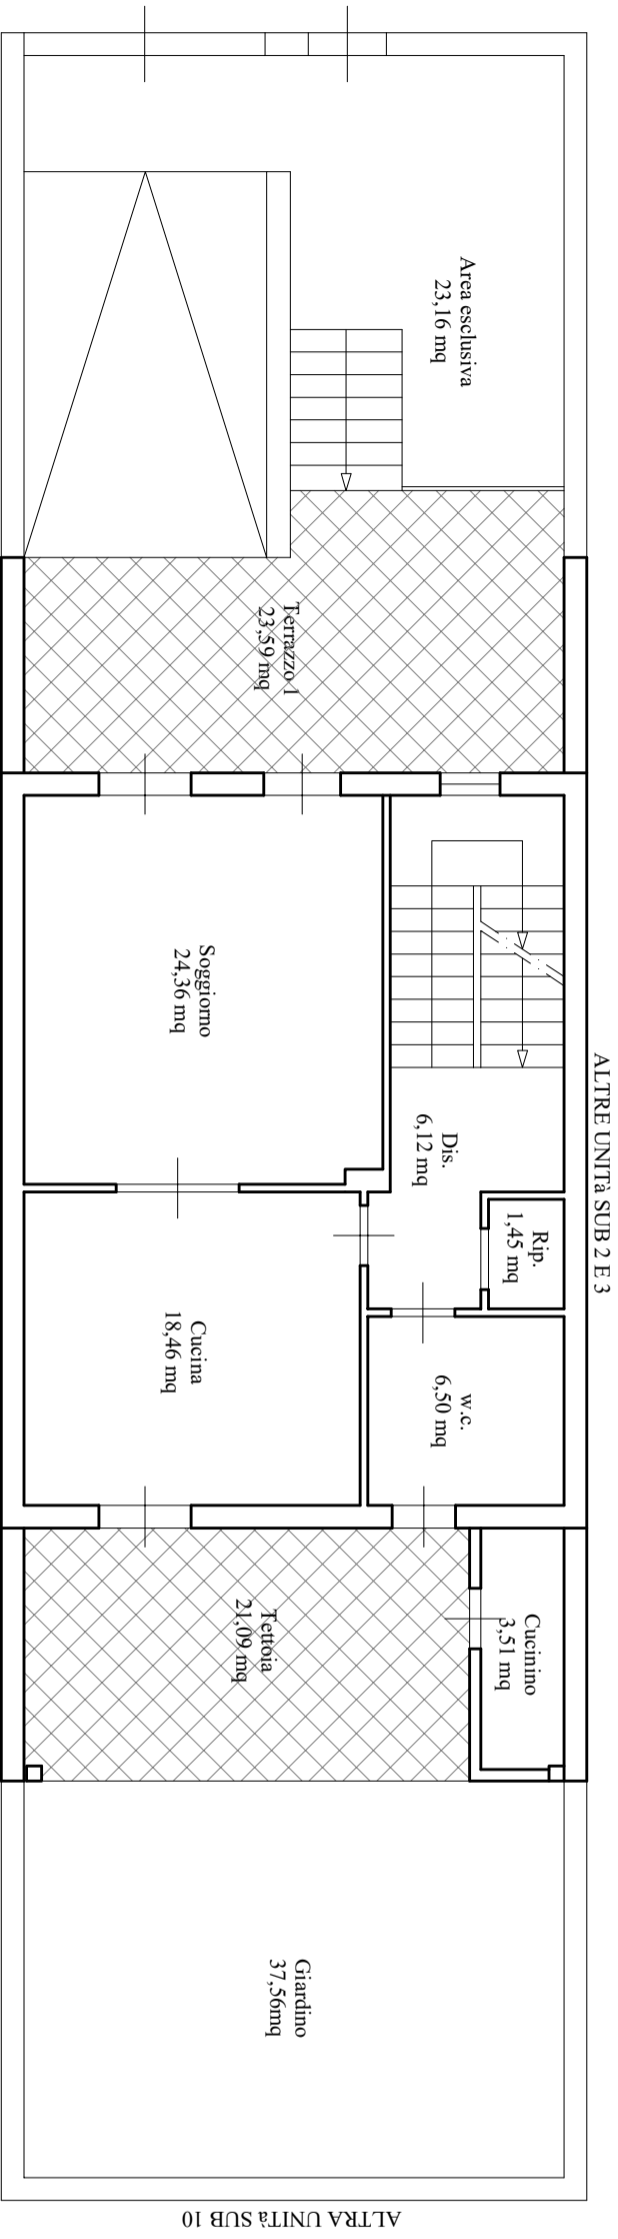 Area esclusiva
23,16 mq
Terrazzo 1
23,59 mq
ALTRE UNITà SUB 2 E 3
Soggiorno
24,36 mq
Dis.
6,12 mq
Rip.
1,45 mq
Cucina
18,46 mq
w.c.
6,50 mq
Tettoia
21,09 mq
Cucinino
3,51 mq
Giardino
37,56mq
ALTRA UNITà SUB 10